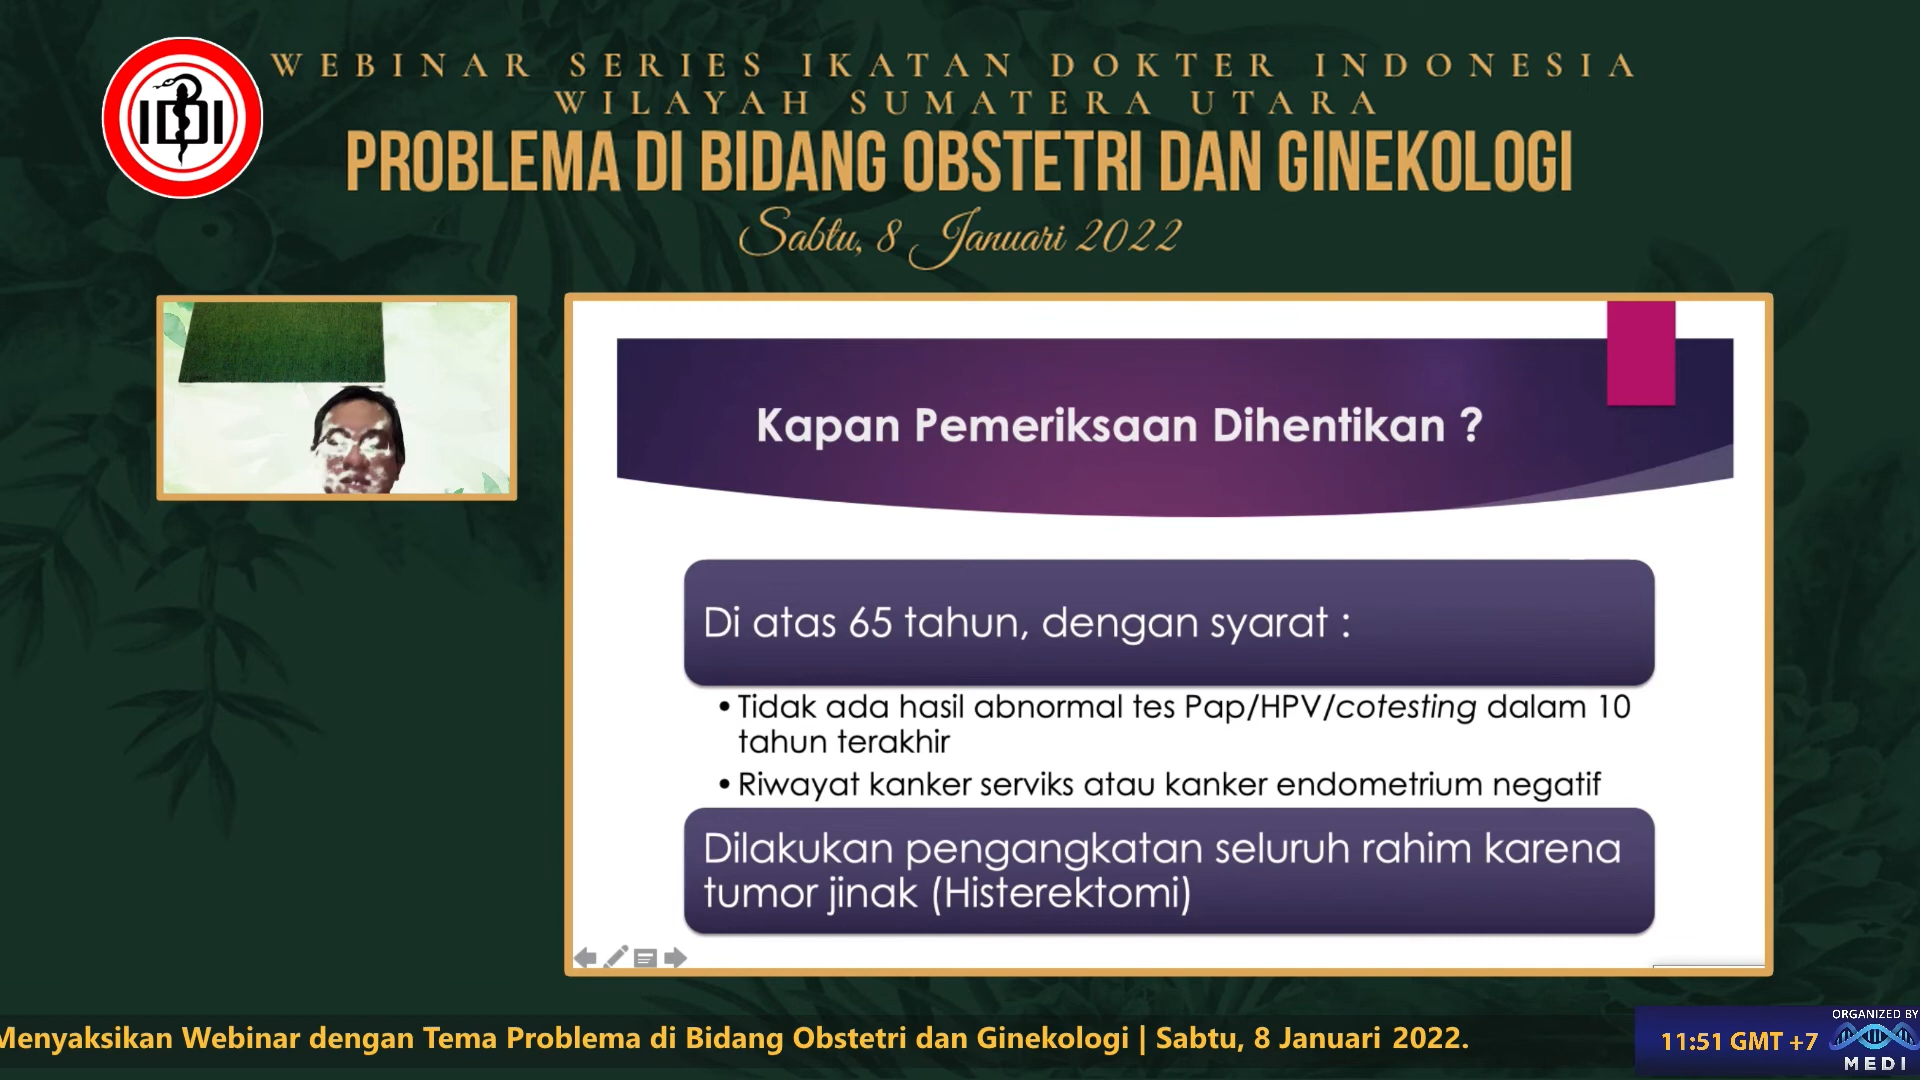 IDI
WEBINAR SERIES IKATAN DOKTER INDONESIA
WILAYAH SUMATERA UTARA
PROBLEMA DI BIDANG OBSTETRI DAN GINEKOLOGI
Sabtu, 8 Januari 2022
Kapan Pemeriksaan Dihentikan ?
Di atas 65 tahun, dengan syarat :
•Tidak ada hasil abnormal tes Pap/HPV/cotesting dalam 10
tahun terakhir
•Riwayat kanker serviks atau kanker endometrium negatif
Dilakukan pengangkatan seluruh rahim karena
tumor jinak (Histerektomi)
Menyaksikan Webinar dengan Tema Problema di Bidang Obstetri dan Ginekologi | Sabtu, 8 Januari 2022.
11:51 GMT +7
ORGANIZED BY
MEDI